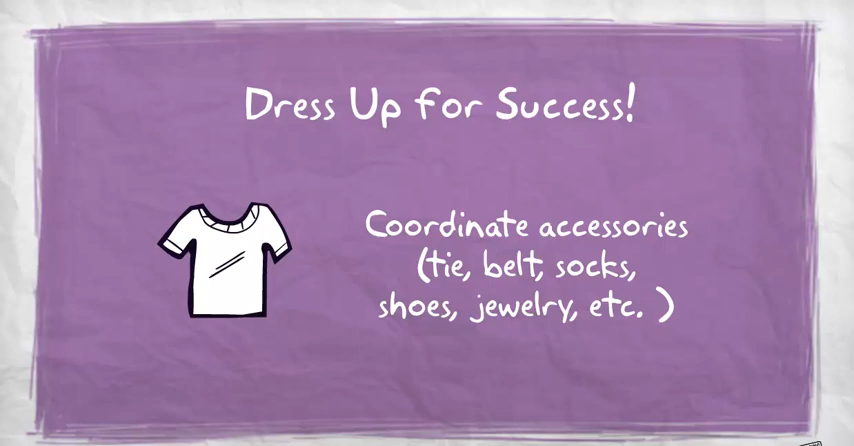 Dress Up for Success!
Coordinate accessories
(tie, belt, socks,
shoes, jewelry, etc. )